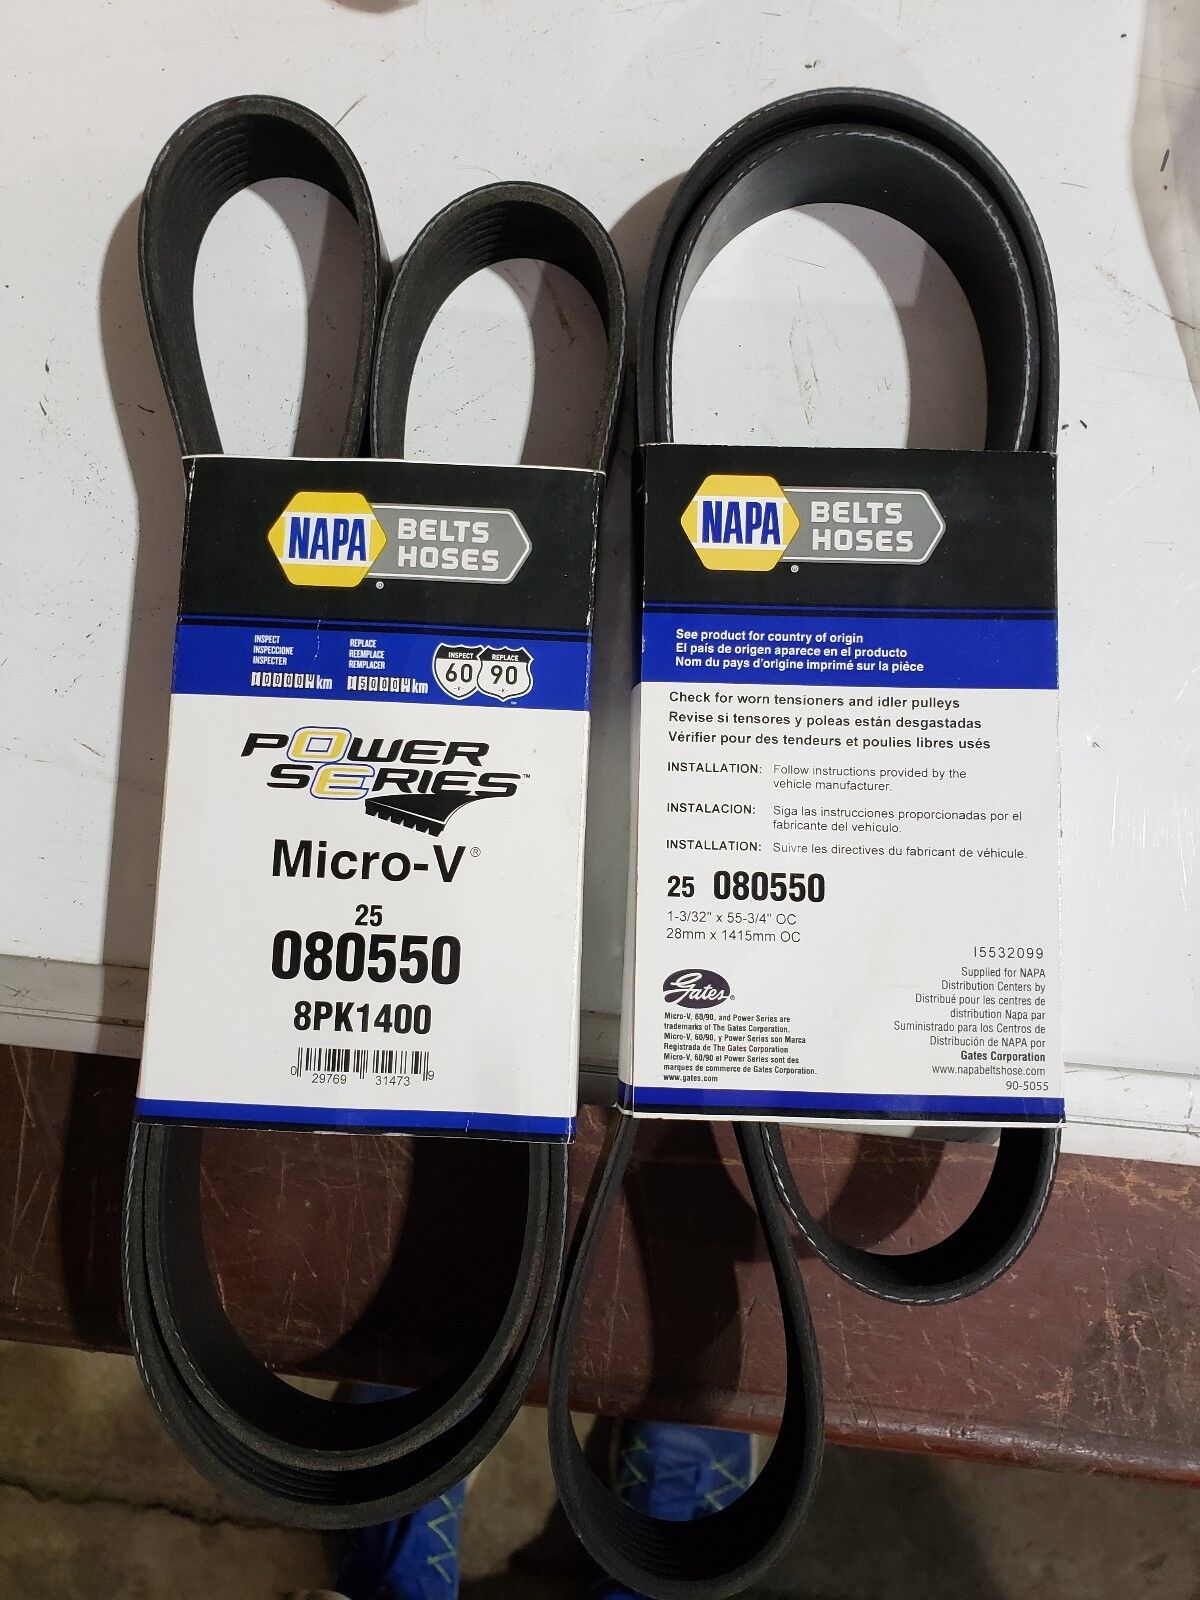 NAPA
BELTS
HOSES
®
INSPECT
INSPECCIONE
INSPECTER
km
REPLACE
REEMPLACE
REMPLACER
km
INSPECT
60
-K-
REPLACE
90
-K-
POWER
SERIES™
Micro-V®
25
080550
8PK1400
0 29769 31473 9
NAPA
BELTS
HOSES
®
See product for country of origin
El país de origen aparece en el producto
Nom du pays d'origine imprimé sur la pièce
Check for worn tensioners and idler pulleys
Revise si tensores y poleas están desgastadas
Vérifier pour des tendeurs et poulies libres usés
INSTALLATION: Follow instructions provided by the
vehicle manufacturer.
INSTALACION: Siga las instrucciones proporcionadas por el
fabricante del vehículo.
INSTALLATION: Suivre les directives du fabricant de véhicule.
25 080550
1-3/32" x 55-3/4" OC
28mm x 1415mm OC
I5532099
Gates®
Micro-V, 60/90, and Power Series are
trademarks of The Gates Corporation.
Micro-V, 60/90, y Power Series son Marca
Registrada de The Gates Corporation
Micro-V, 60/90 et Power Series sont des
marques de commerce de Gates Corporation.
www.gates.com
Supplied for NAPA
Distribution Centers by
Distribué pour les centres de
distribution Napa par
Suministrado para los Centros de
Distribución de NAPA por
Gates Corporation
www.napabeltshose.com
90-5055